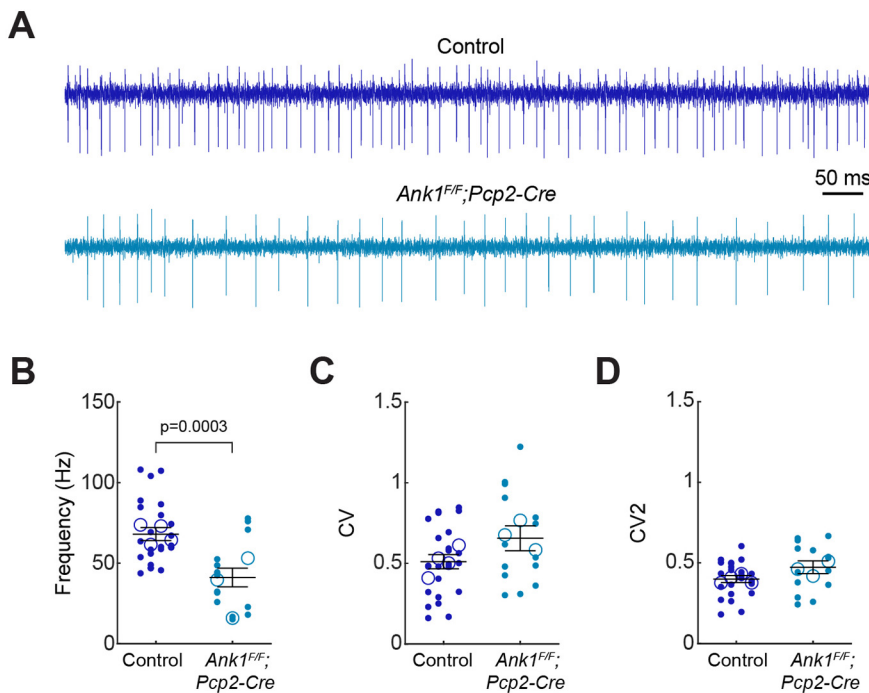 A
Control
50 ms
Ank1F/F;Pcp2-Cre
B
C
D
150
100
50
0
Frequency (Hz)
p=0.0003
Control
Ank1F/F;
Pcp2-Cre
1.5
1
0.5
0
CV
Control
Ank1F/F;
Pcp2-Cre
1.5
1
0.5
0
CV2
Control
Ank1F/F;
Pcp2-Cre